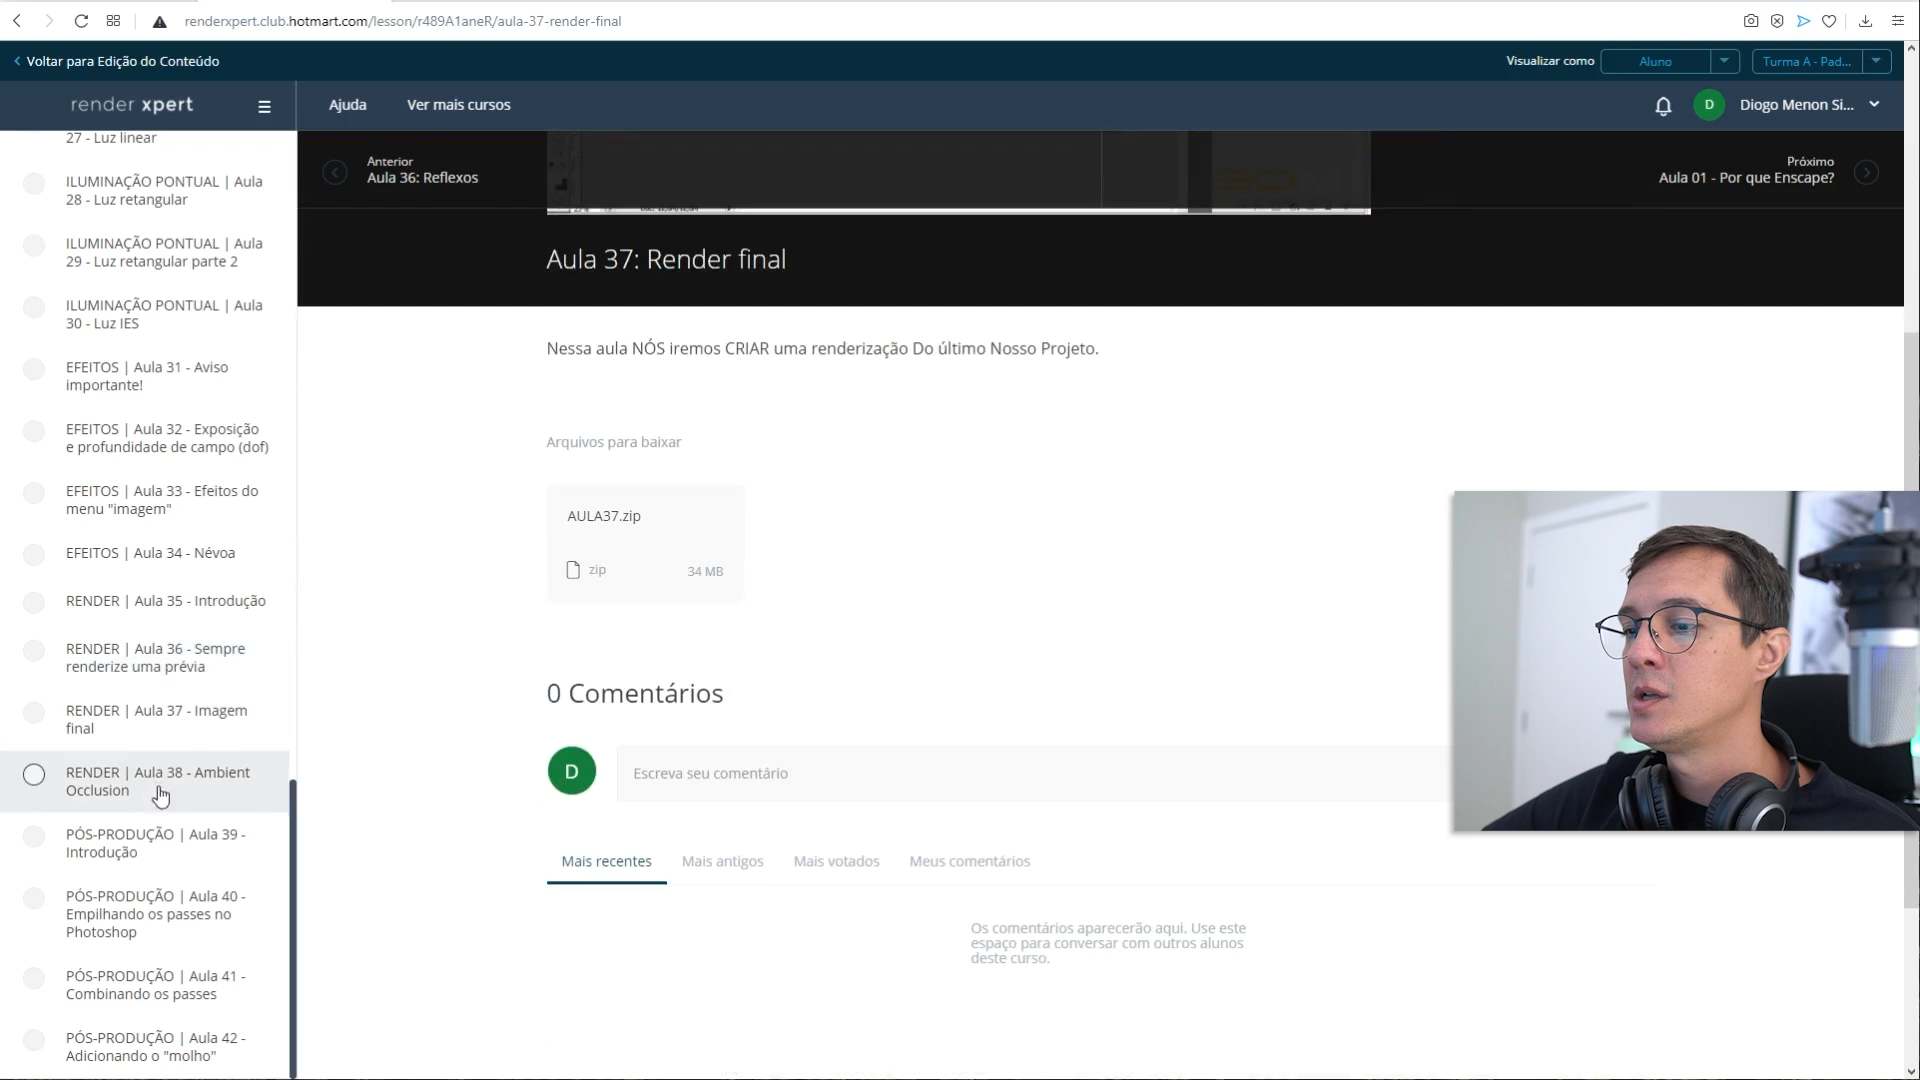 renderxpert.club.hotmart.com/lesson/r489A1aneR/aula-37-render-final
Voltar para Edição do Conteúdo
Visualizar como
Aluno
Turma A - Pad...
render xpert
Ajuda
Ver mais cursos
D
Diogo Menon Si...
27 - Luz linear
ILUMINAÇÃO PONTUAL | Aula
28 - Luz retangular
ILUMINAÇÃO PONTUAL | Aula
29 - Luz retangular parte 2
ILUMINAÇÃO PONTUAL | Aula
30 - Luz IES
EFEITOS | Aula 31 - Aviso
importante!
EFEITOS | Aula 32 - Exposição
e profundidade de campo (dof)
EFEITOS | Aula 33 - Efeitos do
menu "imagem"
EFEITOS | Aula 34 - Névoa
RENDER | Aula 35 - Introdução
RENDER | Aula 36 - Sempre
renderize uma prévia
RENDER | Aula 37 - Imagem
final
RENDER | Aula 38 - Ambient
Occlusion
PÓS-PRODUÇÃO | Aula 39 -
Introdução
PÓS-PRODUÇÃO | Aula 40 -
Empilhando os passes no
Photoshop
PÓS-PRODUÇÃO | Aula 41 -
Combinando os passes
PÓS-PRODUÇÃO | Aula 42 -
Adicionando o "molho"
Anterior
Aula 36: Reflexos
Próximo
Aula 01 - Por que Enscape?
Aula 37: Render final
Nessa aula NÓS iremos CRIAR uma renderização Do último Nosso Projeto.
Arquivos para baixar
AULA37.zip
zip
34 MB
0 Comentários
D
Escreva seu comentário
Mais recentes
Mais antigos
Mais votados
Meus comentários
Os comentários aparecerão aqui. Use este
espaço para conversar com outros alunos
deste curso.